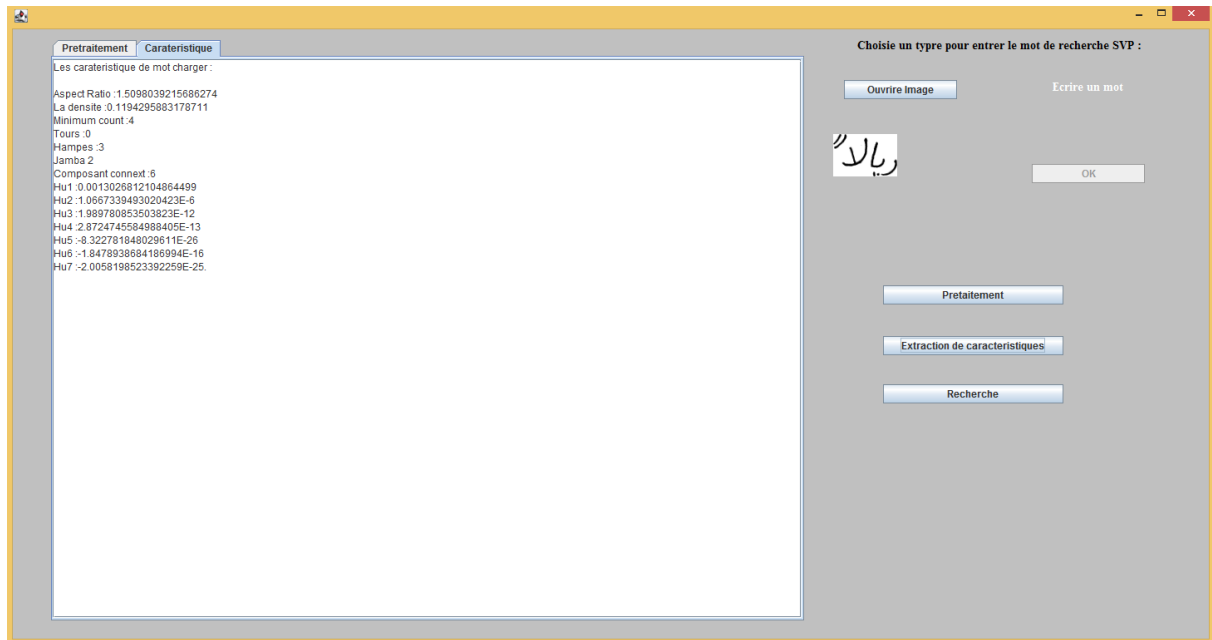 Pretraitement Carateristique
Les carateristique de mot charger :
Aspect Ratio :1.5098039215686274
La densite :0.1194295883178711
Minimum count :4
Tours :0
Hampes :3
Jamba 2
Composant connext :6
Hu1 :0.0013026812104864499
Hu2 :1.0667339493020423E-6
Hu3 :1.989780853503823E-12
Hu4 :2.8724745584988405E-13
Hu5 :-8.322781848029611E-26
Hu6 :-1.8478938684186994E-16
Hu7 :-2.0058198523392259E-25.
Choisie un typre pour entrer le mot de recherche SVP :
Ouvrire Image
Ecrire un mot
ريالاً
OK
Pretaitement
Extraction de caracteristiques
Recherche